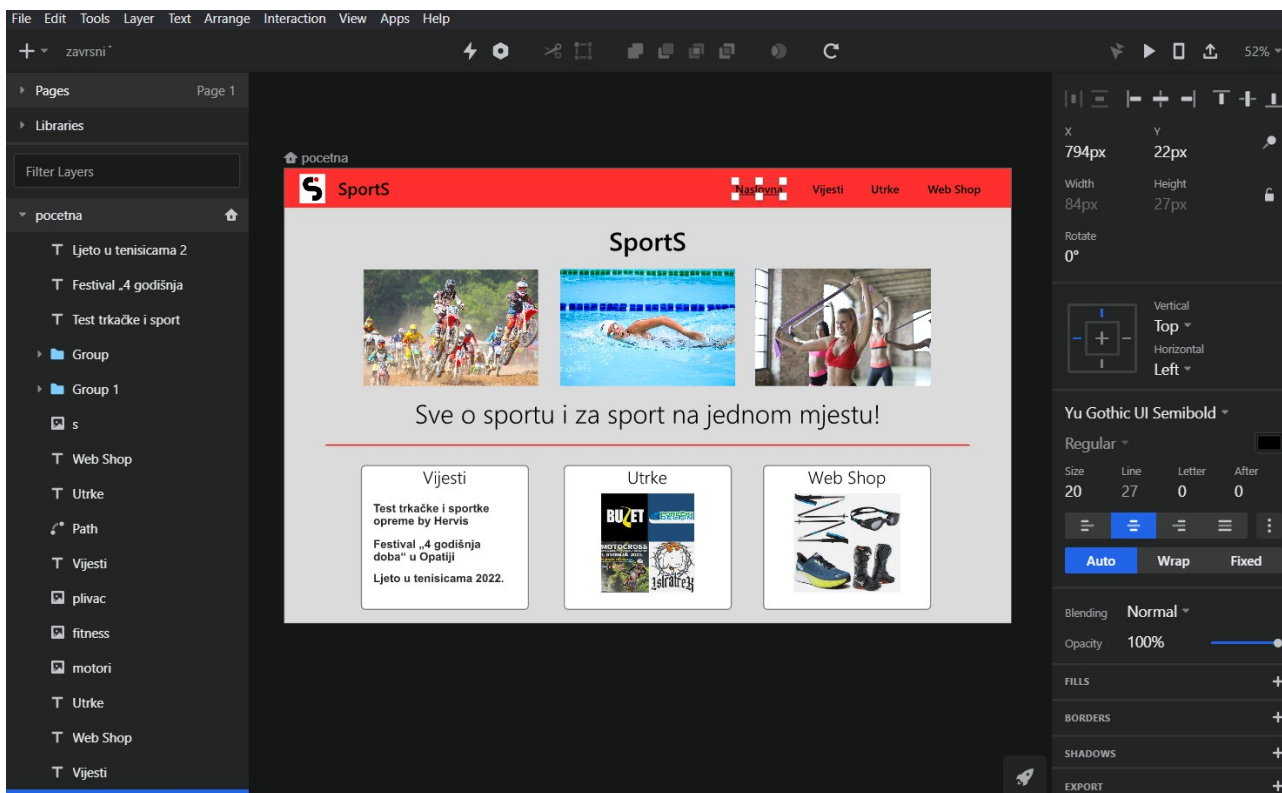 File Edit Tools Layer Text Arrange Interaction View Apps Help
zavrsni*
52%
Pages Page 1
Libraries
Filter Layers
pocetna
Ljeto u tenisicama 2
Festival „4 godišnja
Test trkačke i sport
Group
Group 1
s
Web Shop
Utrke
Path
Vijesti
plivac
fitness
motori
Utrke
Web Shop
Vijesti
pocetna
SportS
Naslovna Vijesti Utrke Web Shop
SportS
Sve o sportu i za sport na jednom mjestu!
Vijesti
Test trkačke i sportke
opreme by Hervis
Festival „4 godišnja
doba“ u Opatiji
Ljeto u tenisicama 2022.
Utrke
BUZET
MOTOCROSS
Web Shop
X Y
794px 22px
Width Height
84px 27px
Rotate
0°
Vertical
Top
Horizontal
Left
Yu Gothic UI Semibold
Regular
Size Line Letter After
20 27 0 0
Auto Wrap Fixed
Blending Normal
Opacity 100%
FILLS
BORDERS
SHADOWS
EXPORT